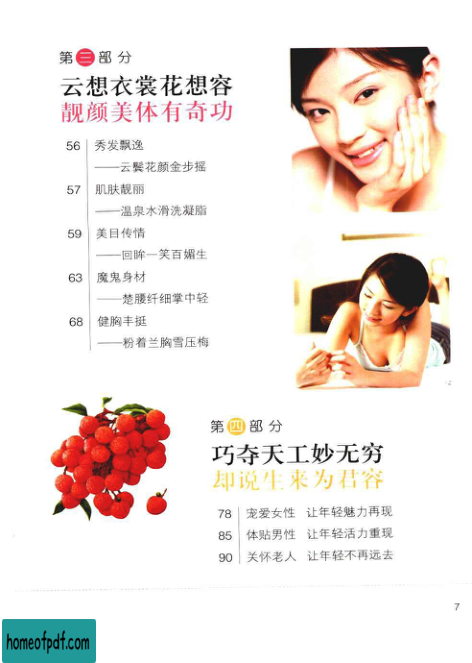 第三部分
云想衣裳花想容
靓颜美体有奇功
56 秀发飘逸
——云鬓花颜金步摇
57 肌肤靓丽
——温泉水滑洗凝脂
59 美目传情
——回眸一笑百媚生
63 魔鬼身材
——楚腰纤细掌中轻
68 健胸丰挺
——粉着兰胸雪压梅
第四部分
巧夺天工妙无穷
却说生来为君容
78 宠爱女性 让年轻魅力再现
85 体贴男性 让年轻活力重现
90 关怀老人 让年轻不再远去
7
homeofpdf.com